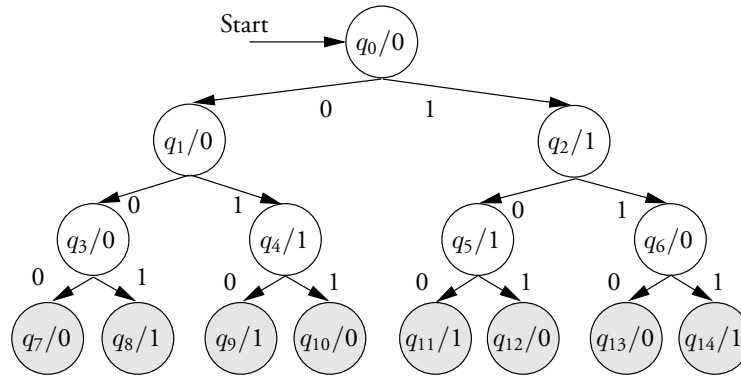 Start
q₀/0
0 1
q₁/0 q₂/1
0 1 0 1
q₃/0 q₄/1 q₅/1 q₆/0
0 1 0 1 0 1 0 1
q₇/0 q₈/1 q₉/1 q₁₀/0 q₁₁/1 q₁₂/0 q₁₃/0 q₁₄/1